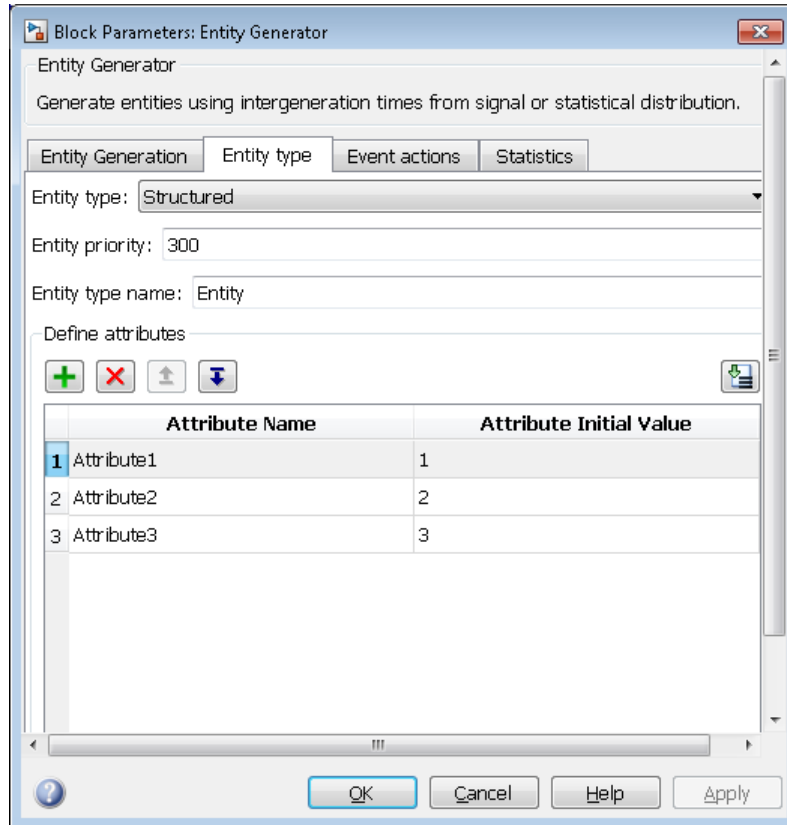 Block Parameters: Entity Generator
Entity Generator
Generate entities using intergeneration times from signal or statistical distribution.
Entity Generation Entity type Event actions Statistics
Entity type: Structured
Entity priority: 300
Entity type name: Entity
Define attributes
Attribute Name Attribute Initial Value
1 Attribute1 1
2 Attribute2 2
3 Attribute3 3
OK Cancel Help Apply